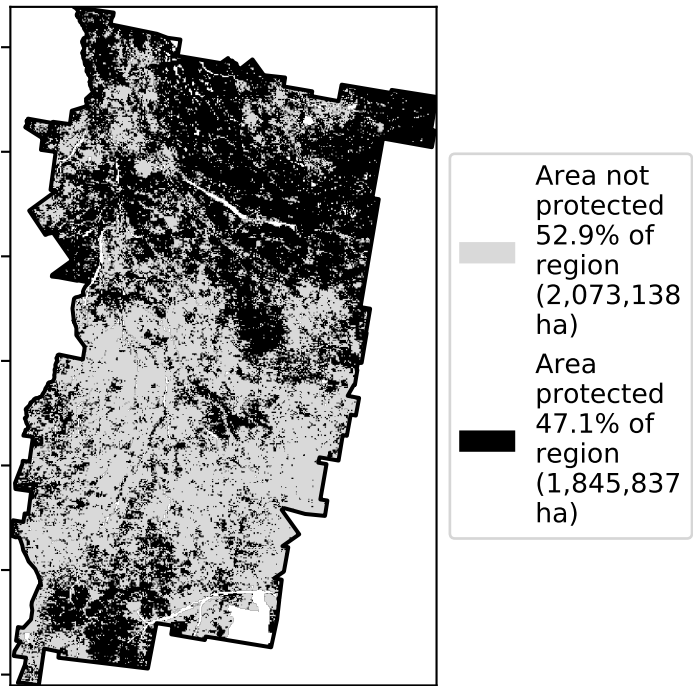 Area not
protected
52.9% of
region
(2,073,138
ha)
Area
protected
47.1% of
region
(1,845,837
ha)